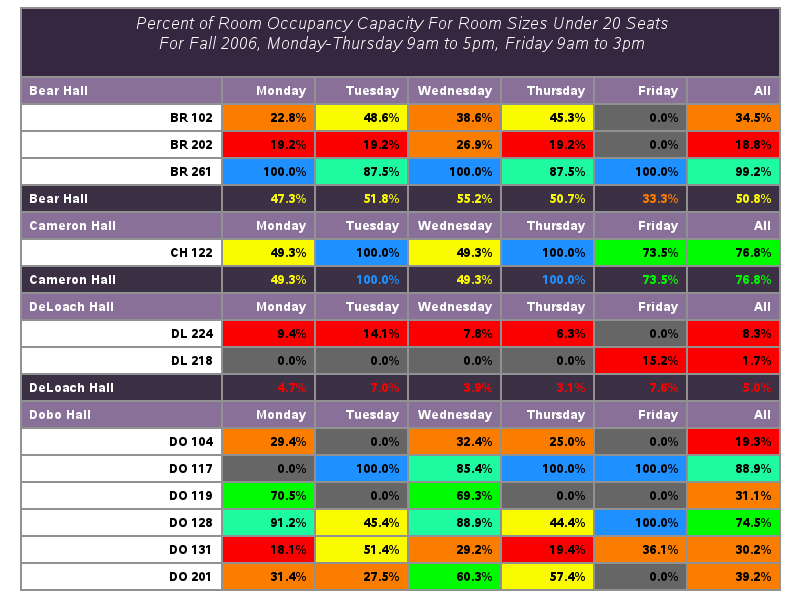 Percent of Room Occupancy Capacity For Room Sizes Under 20 Seats
For Fall 2006, Monday-Thursday 9am to 5pm, Friday 9am to 3pm
Bear Hall Monday Tuesday Wednesday Thursday Friday All
BR 102 22.8% 48.6% 38.6% 45.3% 0.0% 34.5%
BR 202 19.2% 19.2% 26.9% 19.2% 0.0% 18.8%
BR 261 100.0% 87.5% 100.0% 87.5% 100.0% 99.2%
Bear Hall 47.3% 51.8% 55.2% 50.7% 33.3% 50.8%
Cameron Hall Monday Tuesday Wednesday Thursday Friday All
CH 122 49.3% 100.0% 49.3% 100.0% 73.5% 76.8%
Cameron Hall 49.3% 100.0% 49.3% 100.0% 73.5% 76.8%
DeLoach Hall Monday Tuesday Wednesday Thursday Friday All
DL 224 9.4% 14.1% 7.8% 6.3% 0.0% 8.3%
DL 218 0.0% 0.0% 0.0% 0.0% 15.2% 1.7%
DeLoach Hall 4.7% 7.0% 3.9% 3.1% 7.6% 5.0%
Dobo Hall Monday Tuesday Wednesday Thursday Friday All
DO 104 29.4% 0.0% 32.4% 25.0% 0.0% 19.3%
DO 117 0.0% 100.0% 85.4% 100.0% 100.0% 88.9%
DO 119 70.5% 0.0% 69.3% 0.0% 0.0% 31.1%
DO 128 91.2% 45.4% 88.9% 44.4% 100.0% 74.5%
DO 131 18.1% 51.4% 29.2% 19.4% 36.1% 30.2%
DO 201 31.4% 27.5% 60.3% 57.4% 0.0% 39.2%